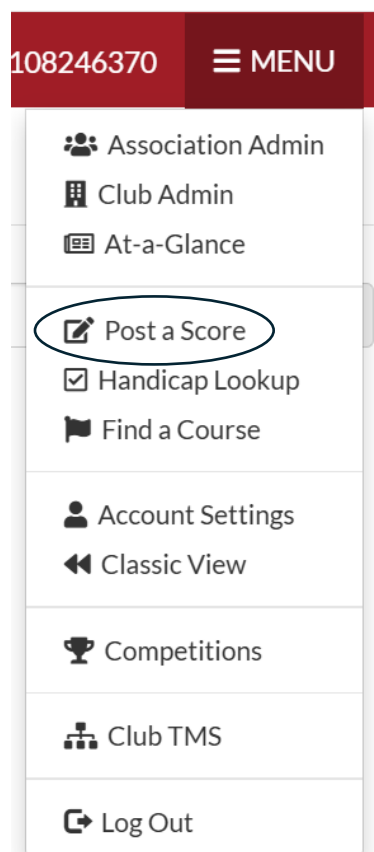 108246370 MENU
Association Admin
Club Admin
At-a-Glance
Post a Score
Handicap Lookup
Find a Course
Account Settings
Classic View
Competitions
Club TMS
Log Out